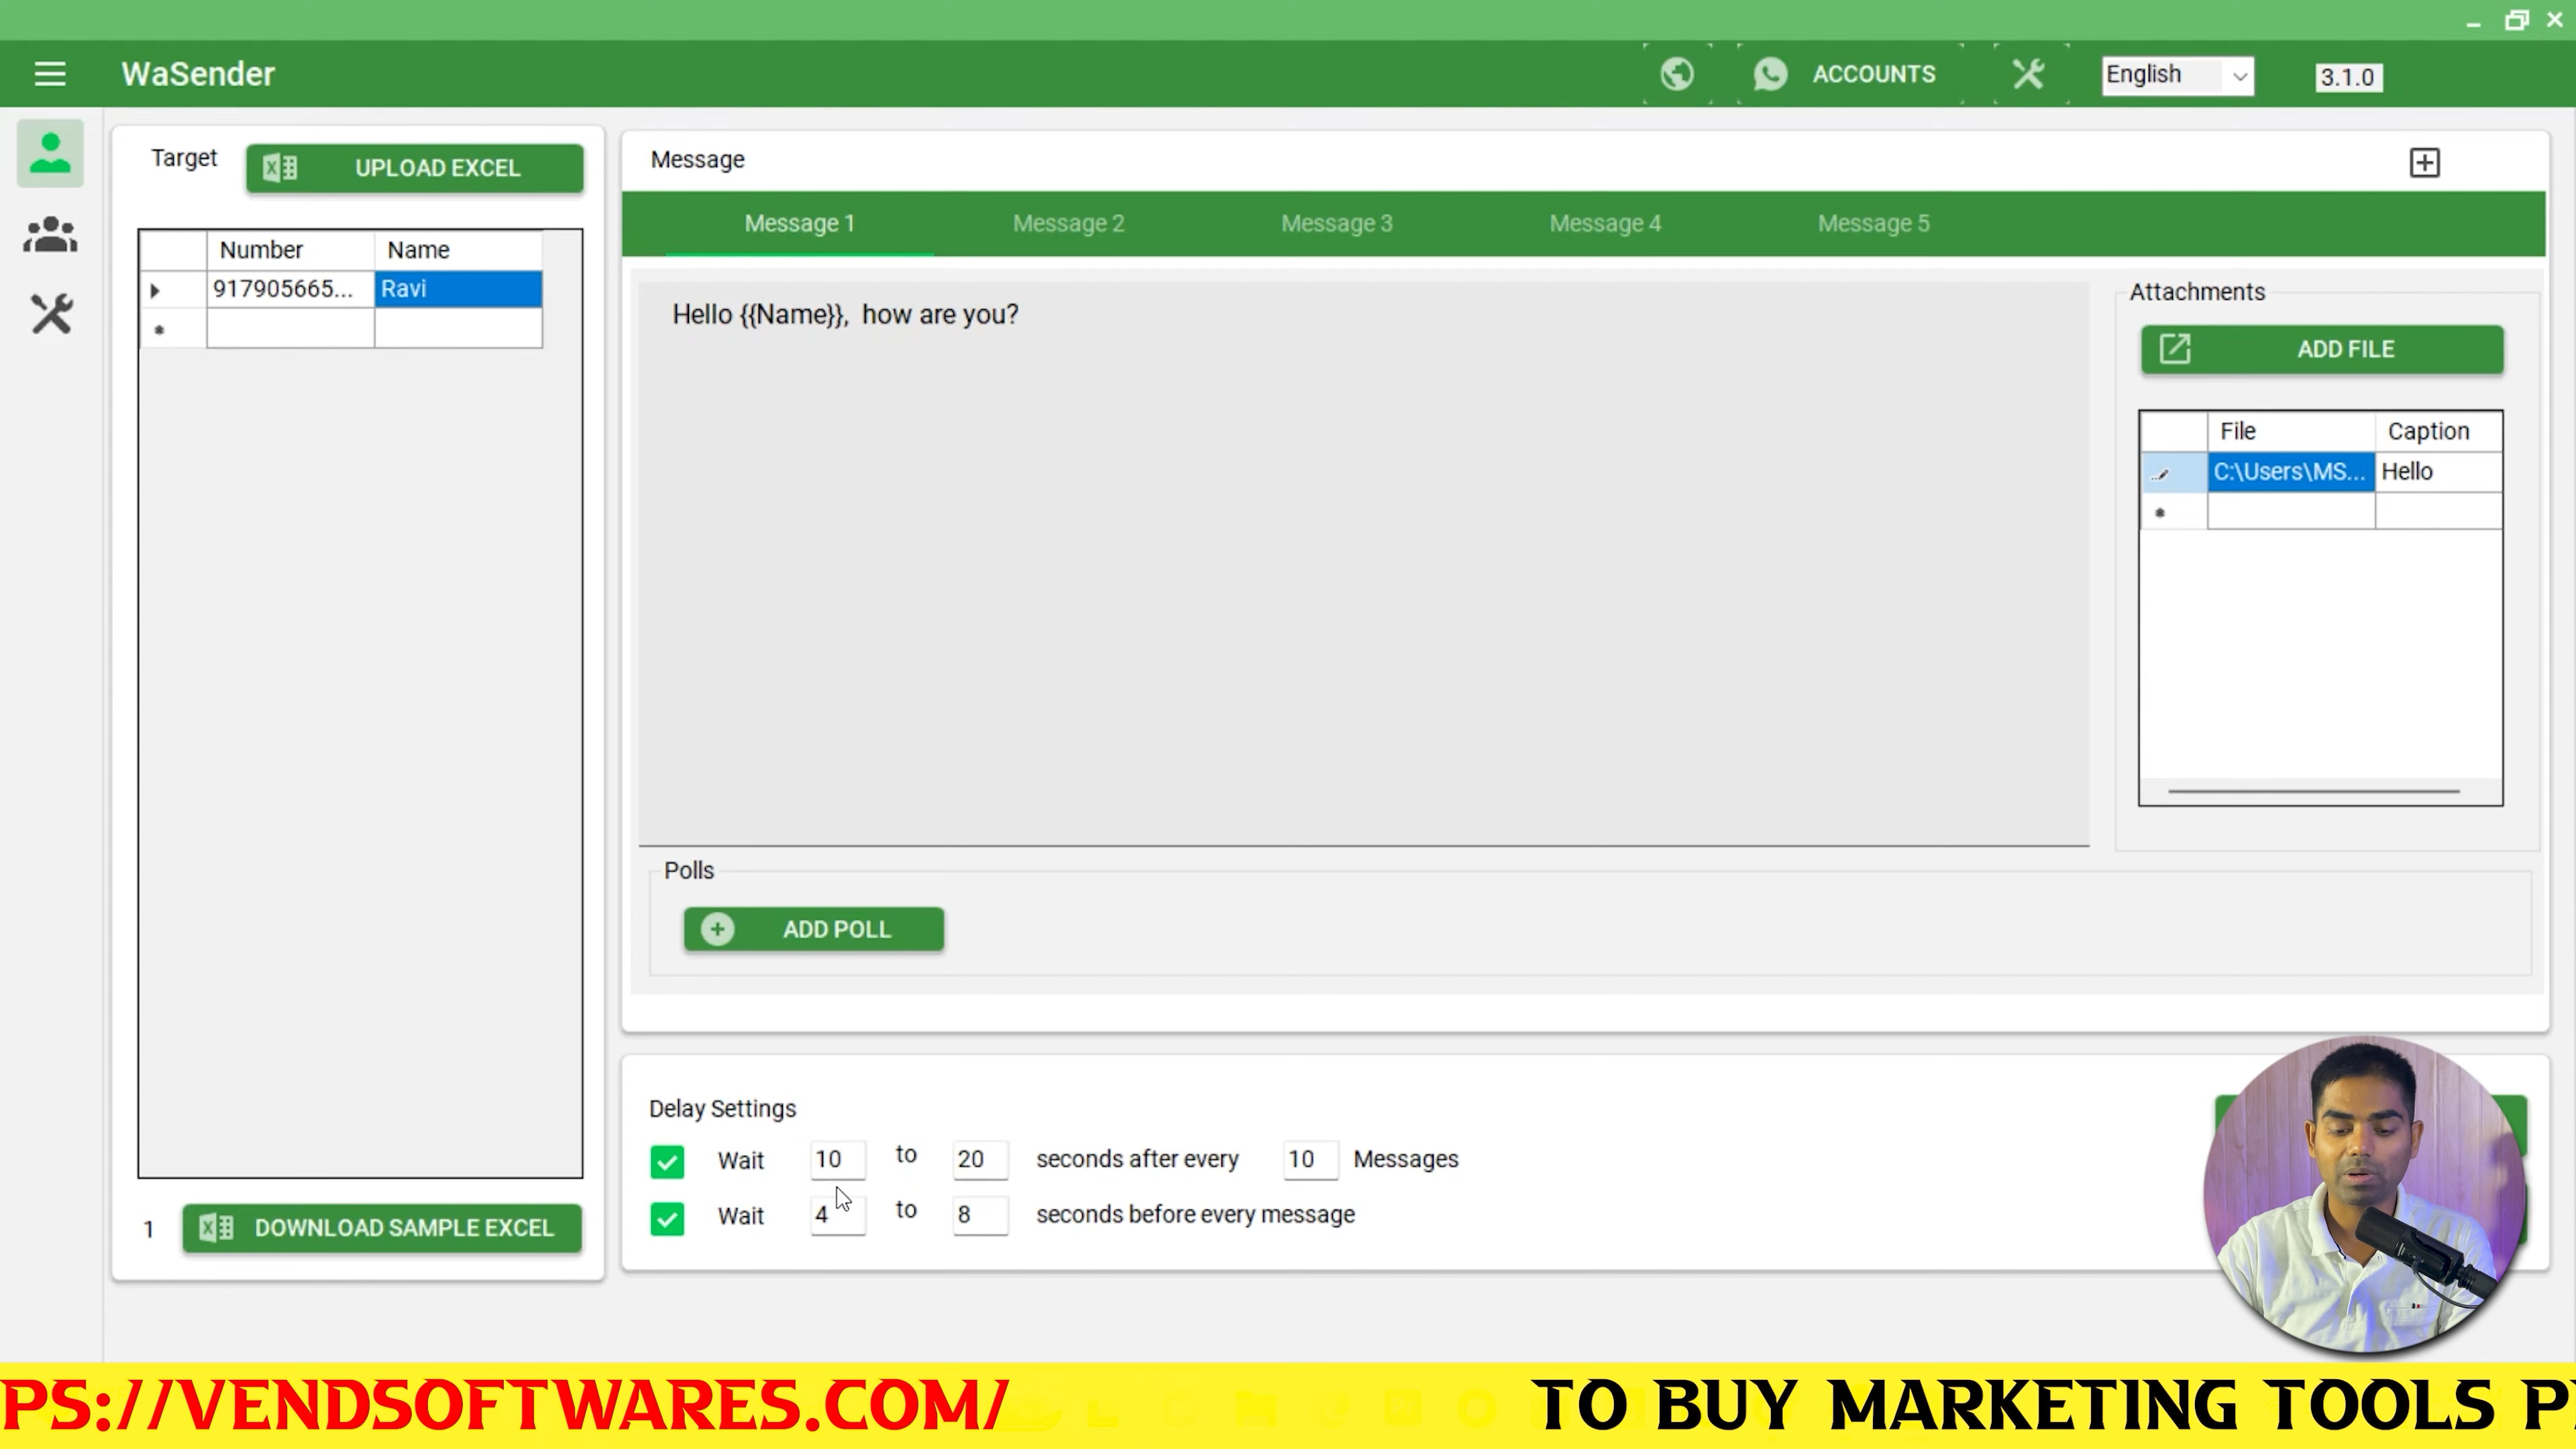 WaSender
ACCOUNTS
English
3.1.0
Target
UPLOAD EXCEL
Number Name
917905665... Ravi
1
DOWNLOAD SAMPLE EXCEL
Message
Message 1 Message 2 Message 3 Message 4 Message 5
Hello {{Name}},  how are you?
Attachments
ADD FILE
File Caption
C:\Users\MS... Hello
Polls
ADD POLL
Delay Settings
Wait 10 to 20 seconds after every 10 Messages
Wait 4 to 8 seconds before every message
PS://VENDSOFTWARES.COM/ TO BUY MARKETING TOOLS